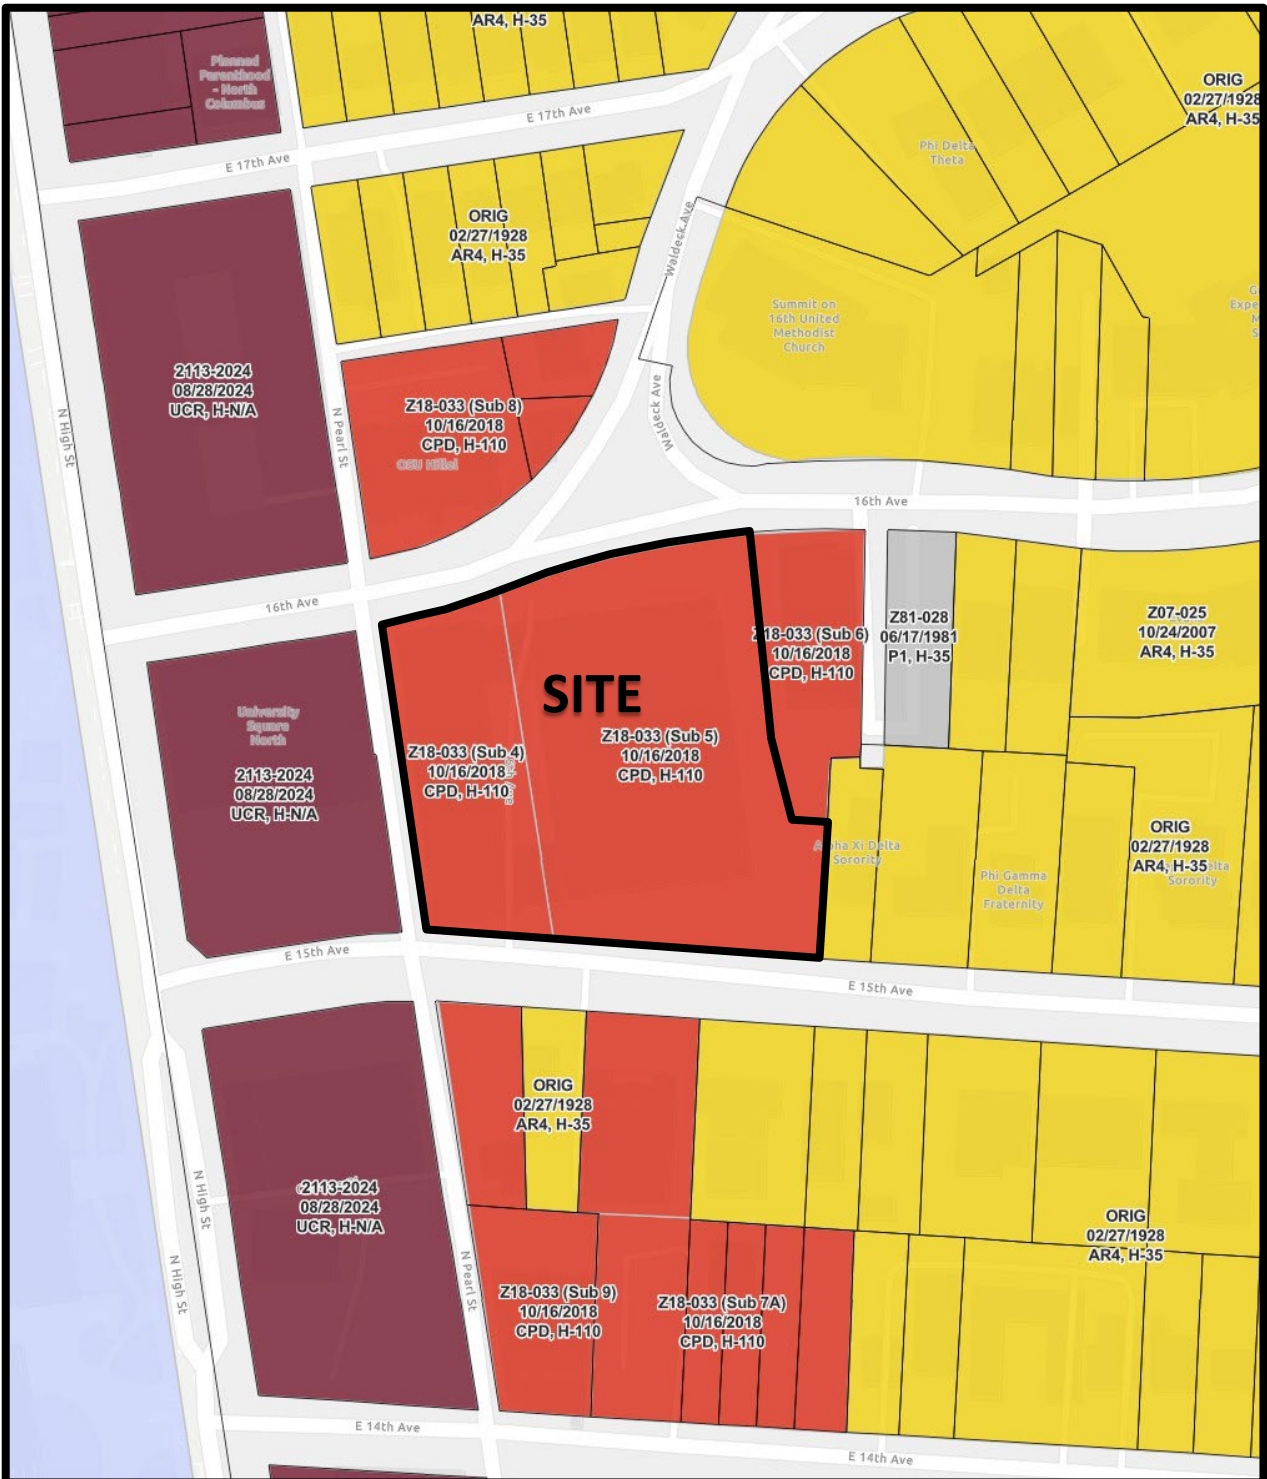 AR4, H-35
Planned
Parenthood
- North
Columbus
E 17th Ave
ORIG
02/27/1928
AR4, H-35
E 17th Ave
Phi Delta
Theta
ORIG
02/27/1928
AR4, H-35
Waldeck Ave
Summit on
16th United
Methodist
Church
2113-2024
08/28/2024
UCR, H-N/A
N High St
N Pearl St
Z18-033 (Sub 8)
10/16/2018
CPD, H-110
OSU Hillel
Waldeck Ave
16th Ave
16th Ave
SITE
Z18-033 (Sub 6)
10/16/2018
CPD, H-110
Z81-028
06/17/1981
P1, H-35
Z07-025
10/24/2007
AR4, H-35
University
Square
North
2113-2024
08/28/2024
UCR, H-N/A
Z18-033 (Sub 4)
10/16/2018
CPD, H-110
Z18-033 (Sub 5)
10/16/2018
CPD, H-110
Alpha Xi Delta
Sorority
Phi Gamma
Delta
Fraternity
ORIG
02/27/1928
AR4, H-35
Sorority
E 15th Ave
E 15th Ave
ORIG
02/27/1928
AR4, H-35
2113-2024
08/28/2024
UCR, H-N/A
N High St
N High St
N Pearl St
Z18-033 (Sub 9)
10/16/2018
CPD, H-110
Z18-033 (Sub 7A)
10/16/2018
CPD, H-110
ORIG
02/27/1928
AR4, H-35
E 14th Ave
E 14th Ave